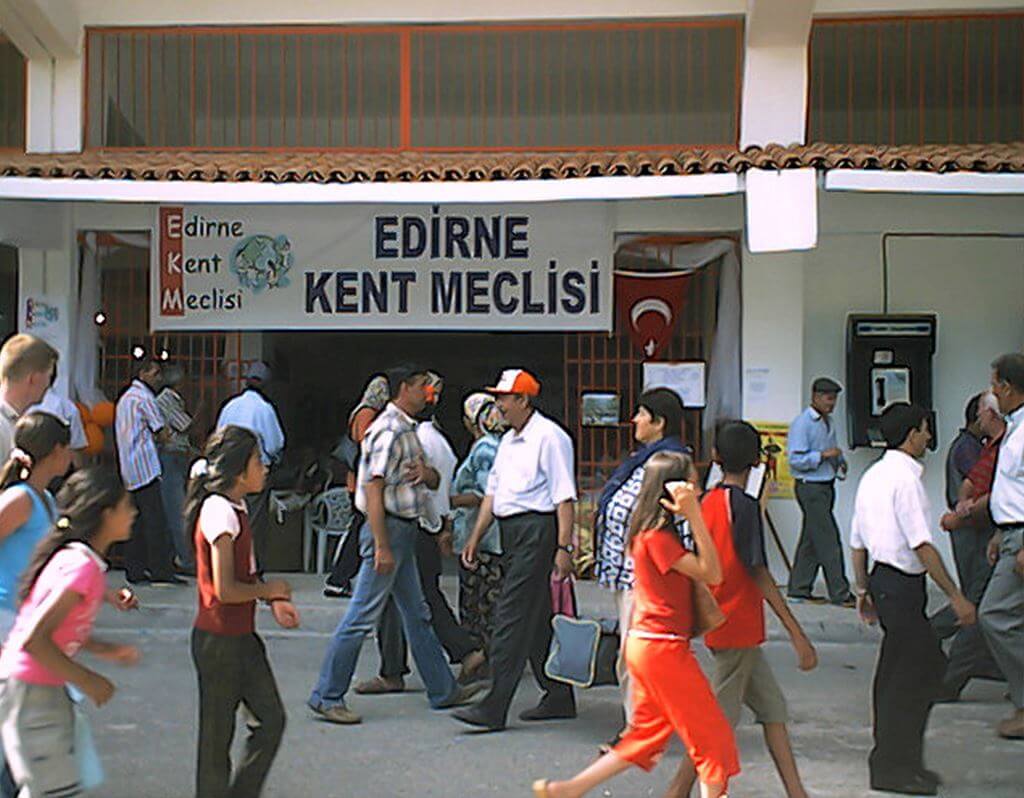 Edirne
Kent
Meclisi
EDİRNE
KENT MECLİSİ